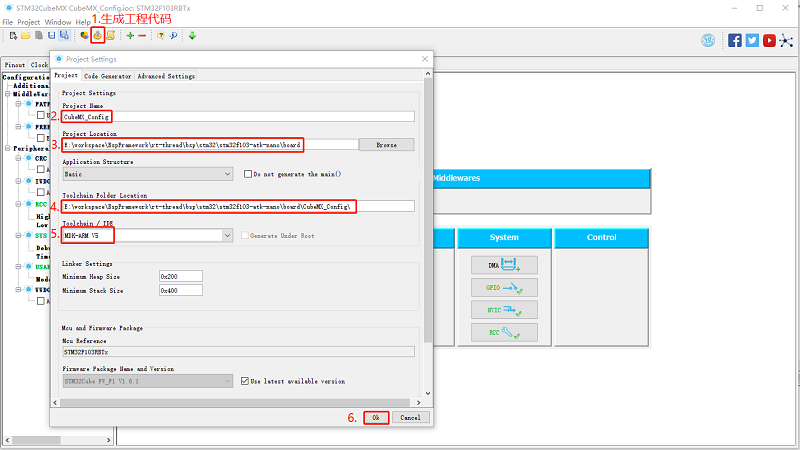 STM32CubeMX CubeMX_Config.ioc: STM32F103RBTx
1.生成工程代码
File Project Window Help
Pinout Clock
Configuration
Additional
MiddleWare
FATF
FREE
Peripheral
CRC
IWDG
RCC
High
Low
SYS
Debu
Time
USAR
Mode
WWDG
Project Settings
Project Code Generator Advanced Settings
Project Settings
Project Name
2. CubeMX_Config
Project Location
3. E:\workspace\BspFramework\rt-thread\bsp\stm32\stm32f103-atk-nano\board Browse
Application Structure
Basic Do not generate the main()
Toolchain Folder Location
4. E:\workspace\BspFramework\rt-thread\bsp\stm32\stm32f103-atk-nano\board\CubeMX_Config\
Toolchain / IDE
5. MDK-ARM V5 Generate Under Root
Linker Settings
Minimum Heap Size 0x200
Minimum Stack Size 0x400
Mcu and Firmware Package
Mcu Reference
STM32F103RBTx
Firmware Package Name and Version
STM32Cube FW_F1 V1.6.1 Use latest available version
6. Ok Cancel
Middlewares
System Control
DMA
GPIO
NVIC
RCC